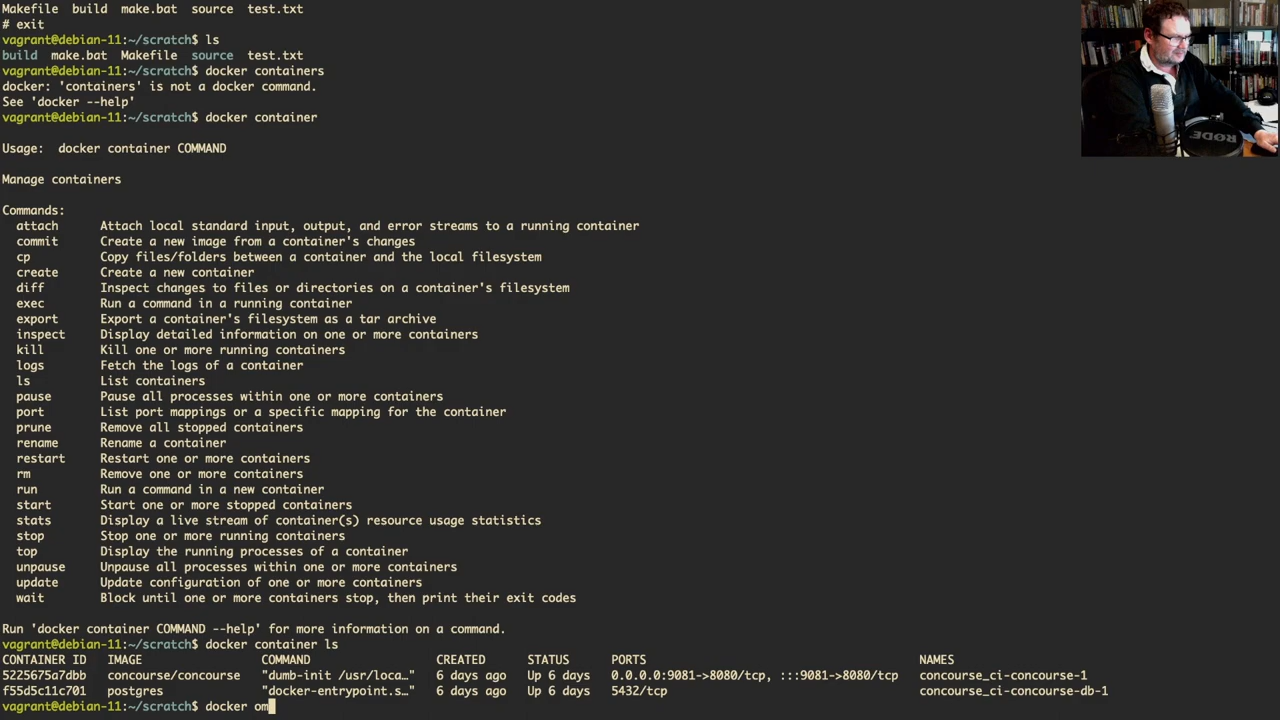 Makefile  build  make.bat  source  test.txt
# exit
vagrant@debian-11:~/scratch$ ls
build  make.bat  Makefile  source  test.txt
vagrant@debian-11:~/scratch$ docker containers
docker: 'containers' is not a docker command.
See 'docker --help'
vagrant@debian-11:~/scratch$ docker container
Usage:  docker container COMMAND
Manage containers
Commands:
attach      Attach local standard input, output, and error streams to a running container
commit      Create a new image from a container's changes
cp          Copy files/folders between a container and the local filesystem
create      Create a new container
diff        Inspect changes to files or directories on a container's filesystem
exec        Run a command in a running container
export      Export a container's filesystem as a tar archive
inspect     Display detailed information on one or more containers
kill        Kill one or more running containers
logs        Fetch the logs of a container
ls          List containers
pause       Pause all processes within one or more containers
port        List port mappings or a specific mapping for the container
prune       Remove all stopped containers
rename      Rename a container
restart     Restart one or more containers
rm          Remove one or more containers
run         Run a command in a new container
start       Start one or more stopped containers
stats       Display a live stream of container(s) resource usage statistics
stop        Stop one or more running containers
top         Display the running processes of a container
unpause     Unpause all processes within one or more containers
update      Update configuration of one or more containers
wait        Block until one or more containers stop, then print their exit codes
Run 'docker container COMMAND --help' for more information on a command.
vagrant@debian-11:~/scratch$ docker container ls
CONTAINER ID   IMAGE                 COMMAND                  CREATED      STATUS      PORTS                                       NAMES
5225675a7dbb   concourse/concourse   "dumb-init /usr/loca…"   6 days ago   Up 6 days   0.0.0.0:9081->8080/tcp, :::9081->8080/tcp   concourse_ci-concourse-1
f55d5c11c701   postgres              "docker-entrypoint.s…"   6 days ago   Up 6 days   5432/tcp                                    concourse_ci-concourse-db-1
vagrant@debian-11:~/scratch$ docker om
RØDE